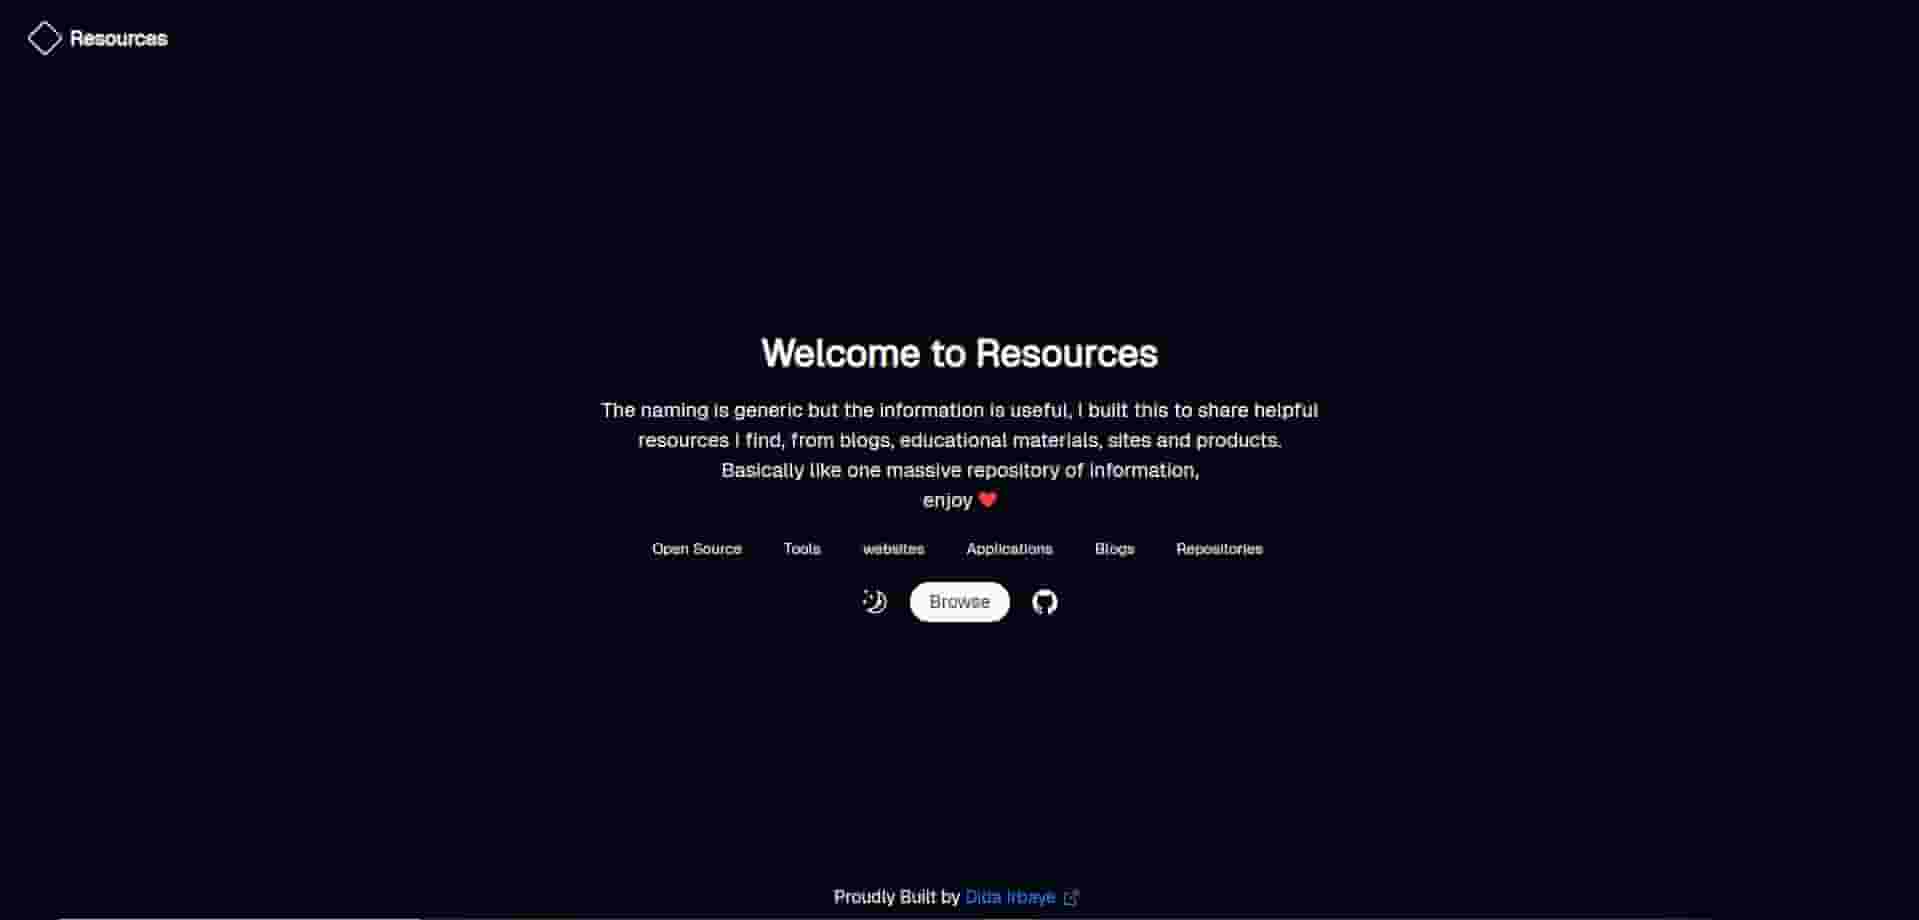 Resources
Welcome to Resources
The naming is generic but the information is useful, I built this to share helpful
resources I find, from blogs, educational materials, sites and products.
Basically like one massive repository of information,
enjoy ❤️
Open Source Tools websites Applications Blogs Repositories
Browse
Proudly Built by Dida Irbaye